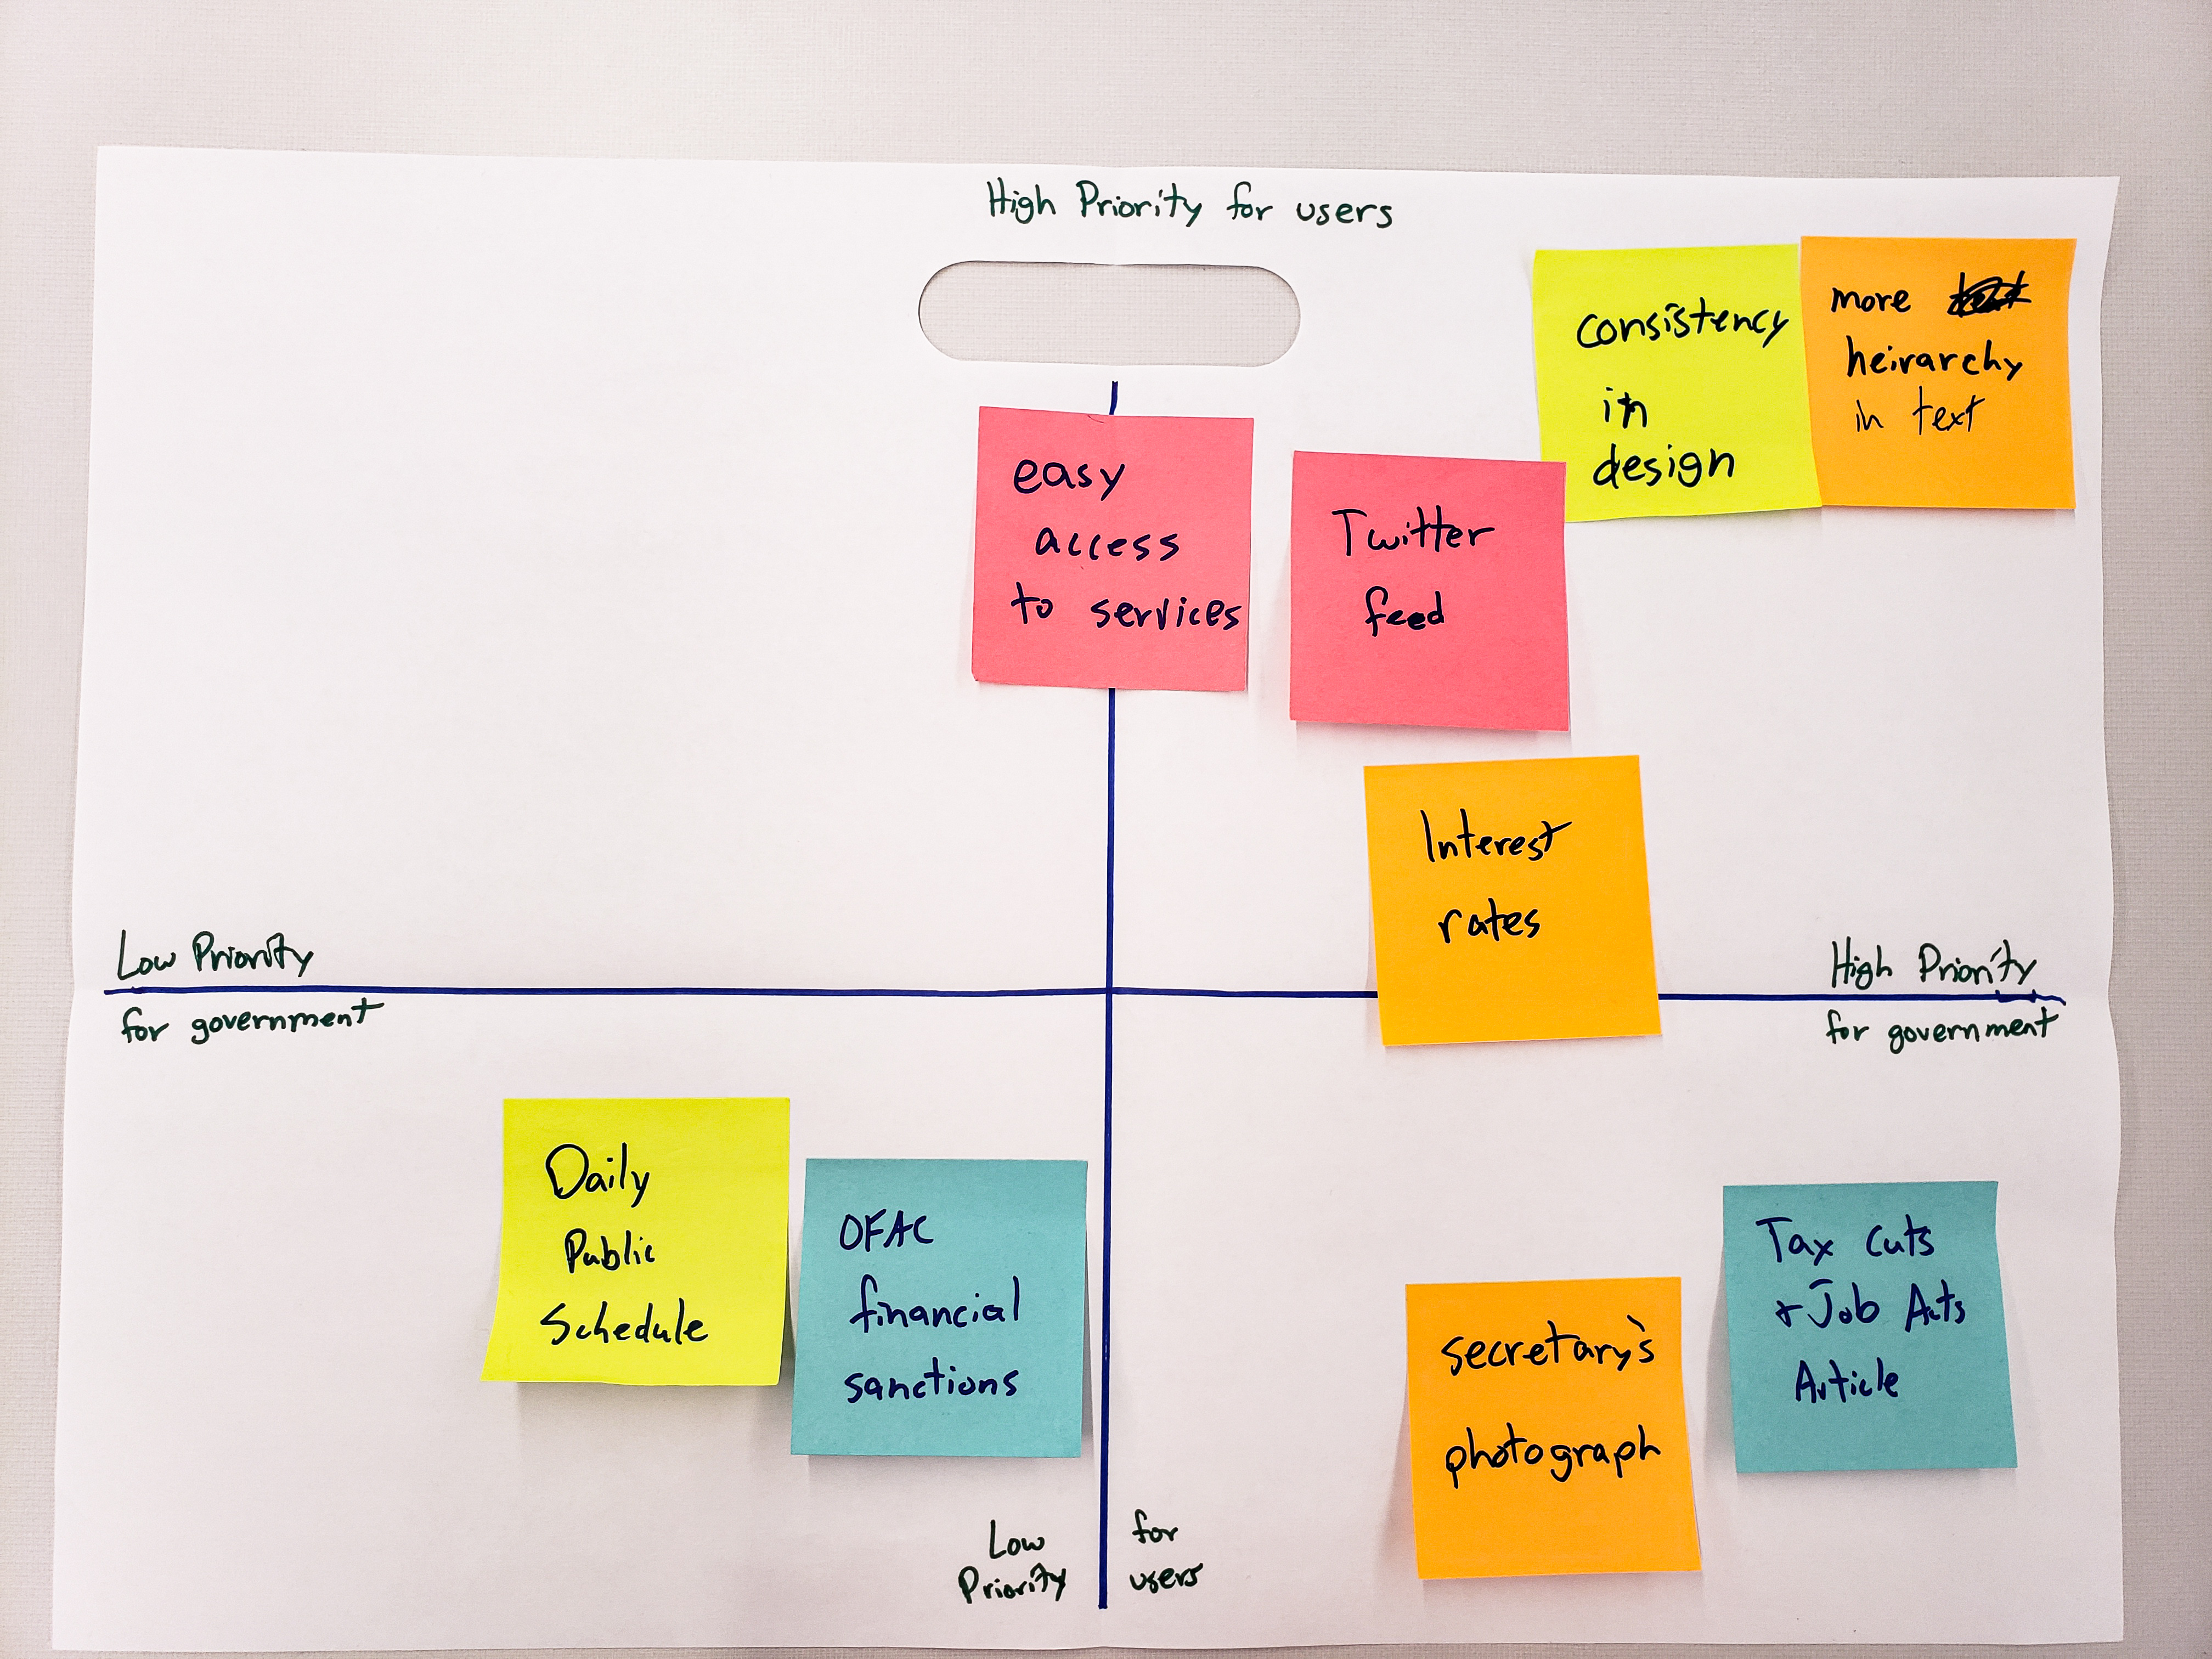 High Priority for users
consistency
in
design
more
heirarchy
in text
easy
access
to services
Twitter
feed
Interest
rates
Low Priority
for government
High Priority
for government
Daily
Public
Schedule
OFAC
financial
sanctions
secretary's
photograph
Tax Cuts
+ Job Acts
Article
Low
Priority
for
users